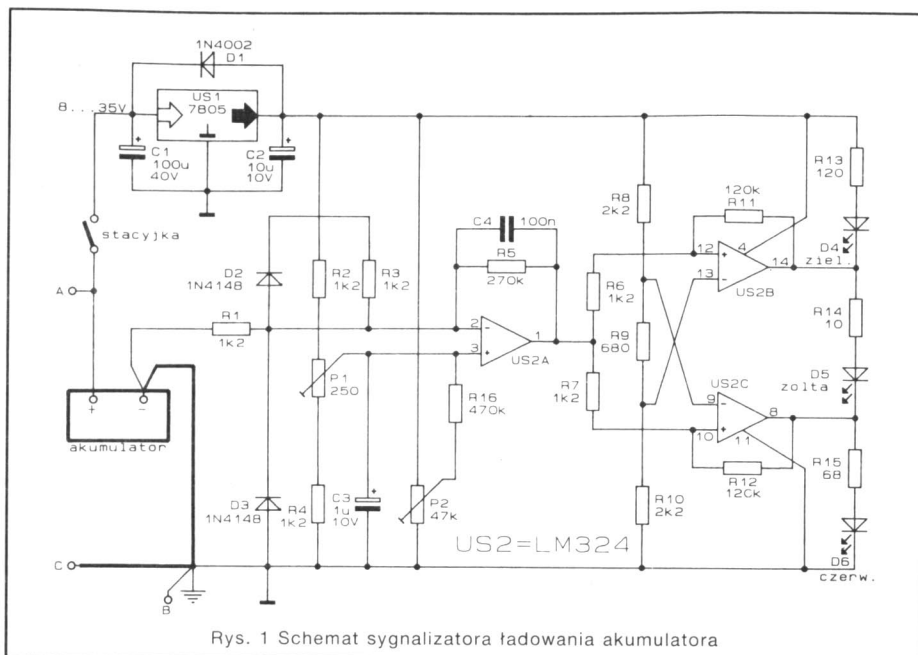 1N4002
D1
8...35V
US1
7805
C1
100u
40V
C2
10u
10V
stacyjka
A
akumulator
+
-
C
B
R1
1k2
D2
1N4148
D3
1N4148
R2
1k2
R3
1k2
P1
250
R4
1k2
C3
1u
10V
+
C4
100n
R5
270k
2
3
1
US2A
R16
470k
P2
47k
R6
1k2
R7
1k2
R8
2k2
R9
680
R10
2k2
120k
R11
12
13
4
14
US2B
US2C
9
10
11
8
R12
120k
R13
120
D4
ziel.
R14
10
D5
zolta
R15
68
D6
czerw.
US2=LM324
Rys. 1 Schemat sygnalizatora ładowania akumulatora